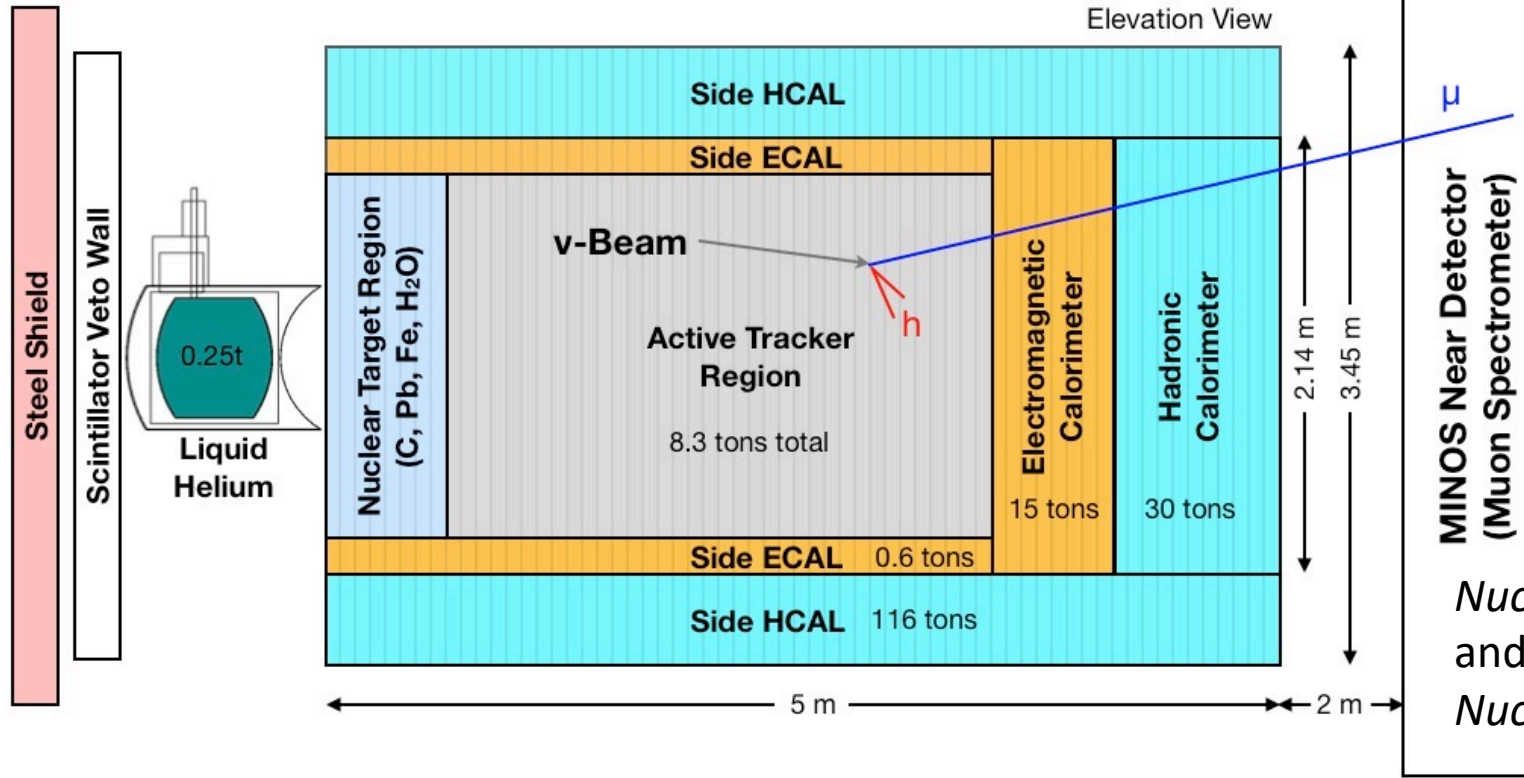 Elevation View
Side HCAL
Side ECAL
Steel Shield
Scintillator Veto Wall
0.25t
Liquid
Helium
Nuclear Target Region
(C, Pb, Fe, H₂O)
ν-Beam
h
μ
Active Tracker
Region
8.3 tons total
Electromagnetic
Calorimeter
15 tons
Hadronic
Calorimeter
30 tons
2.14 m
3.45 m
MINOS Near Detector
(Muon Spectrometer)
Side ECAL 0.6 tons
Side HCAL 116 tons
5 m
2 m
Nuc
and
Nuc